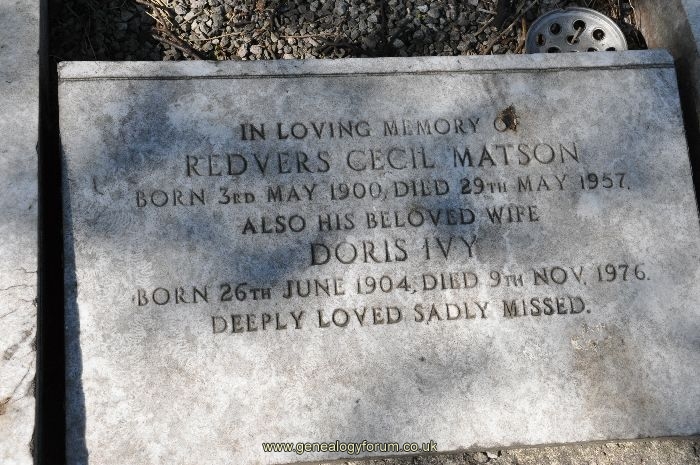 IN LOVING MEMORY OF
REDVERS CECIL MATSON
BORN 3RD MAY 1900, DIED 29TH MAY 1957.
ALSO HIS BELOVED WIFE
DORIS IVY
BORN 26TH JUNE 1904, DIED 9TH NOV. 1976.
DEEPLY LOVED SADLY MISSED.
www.genealogyforum.co.uk